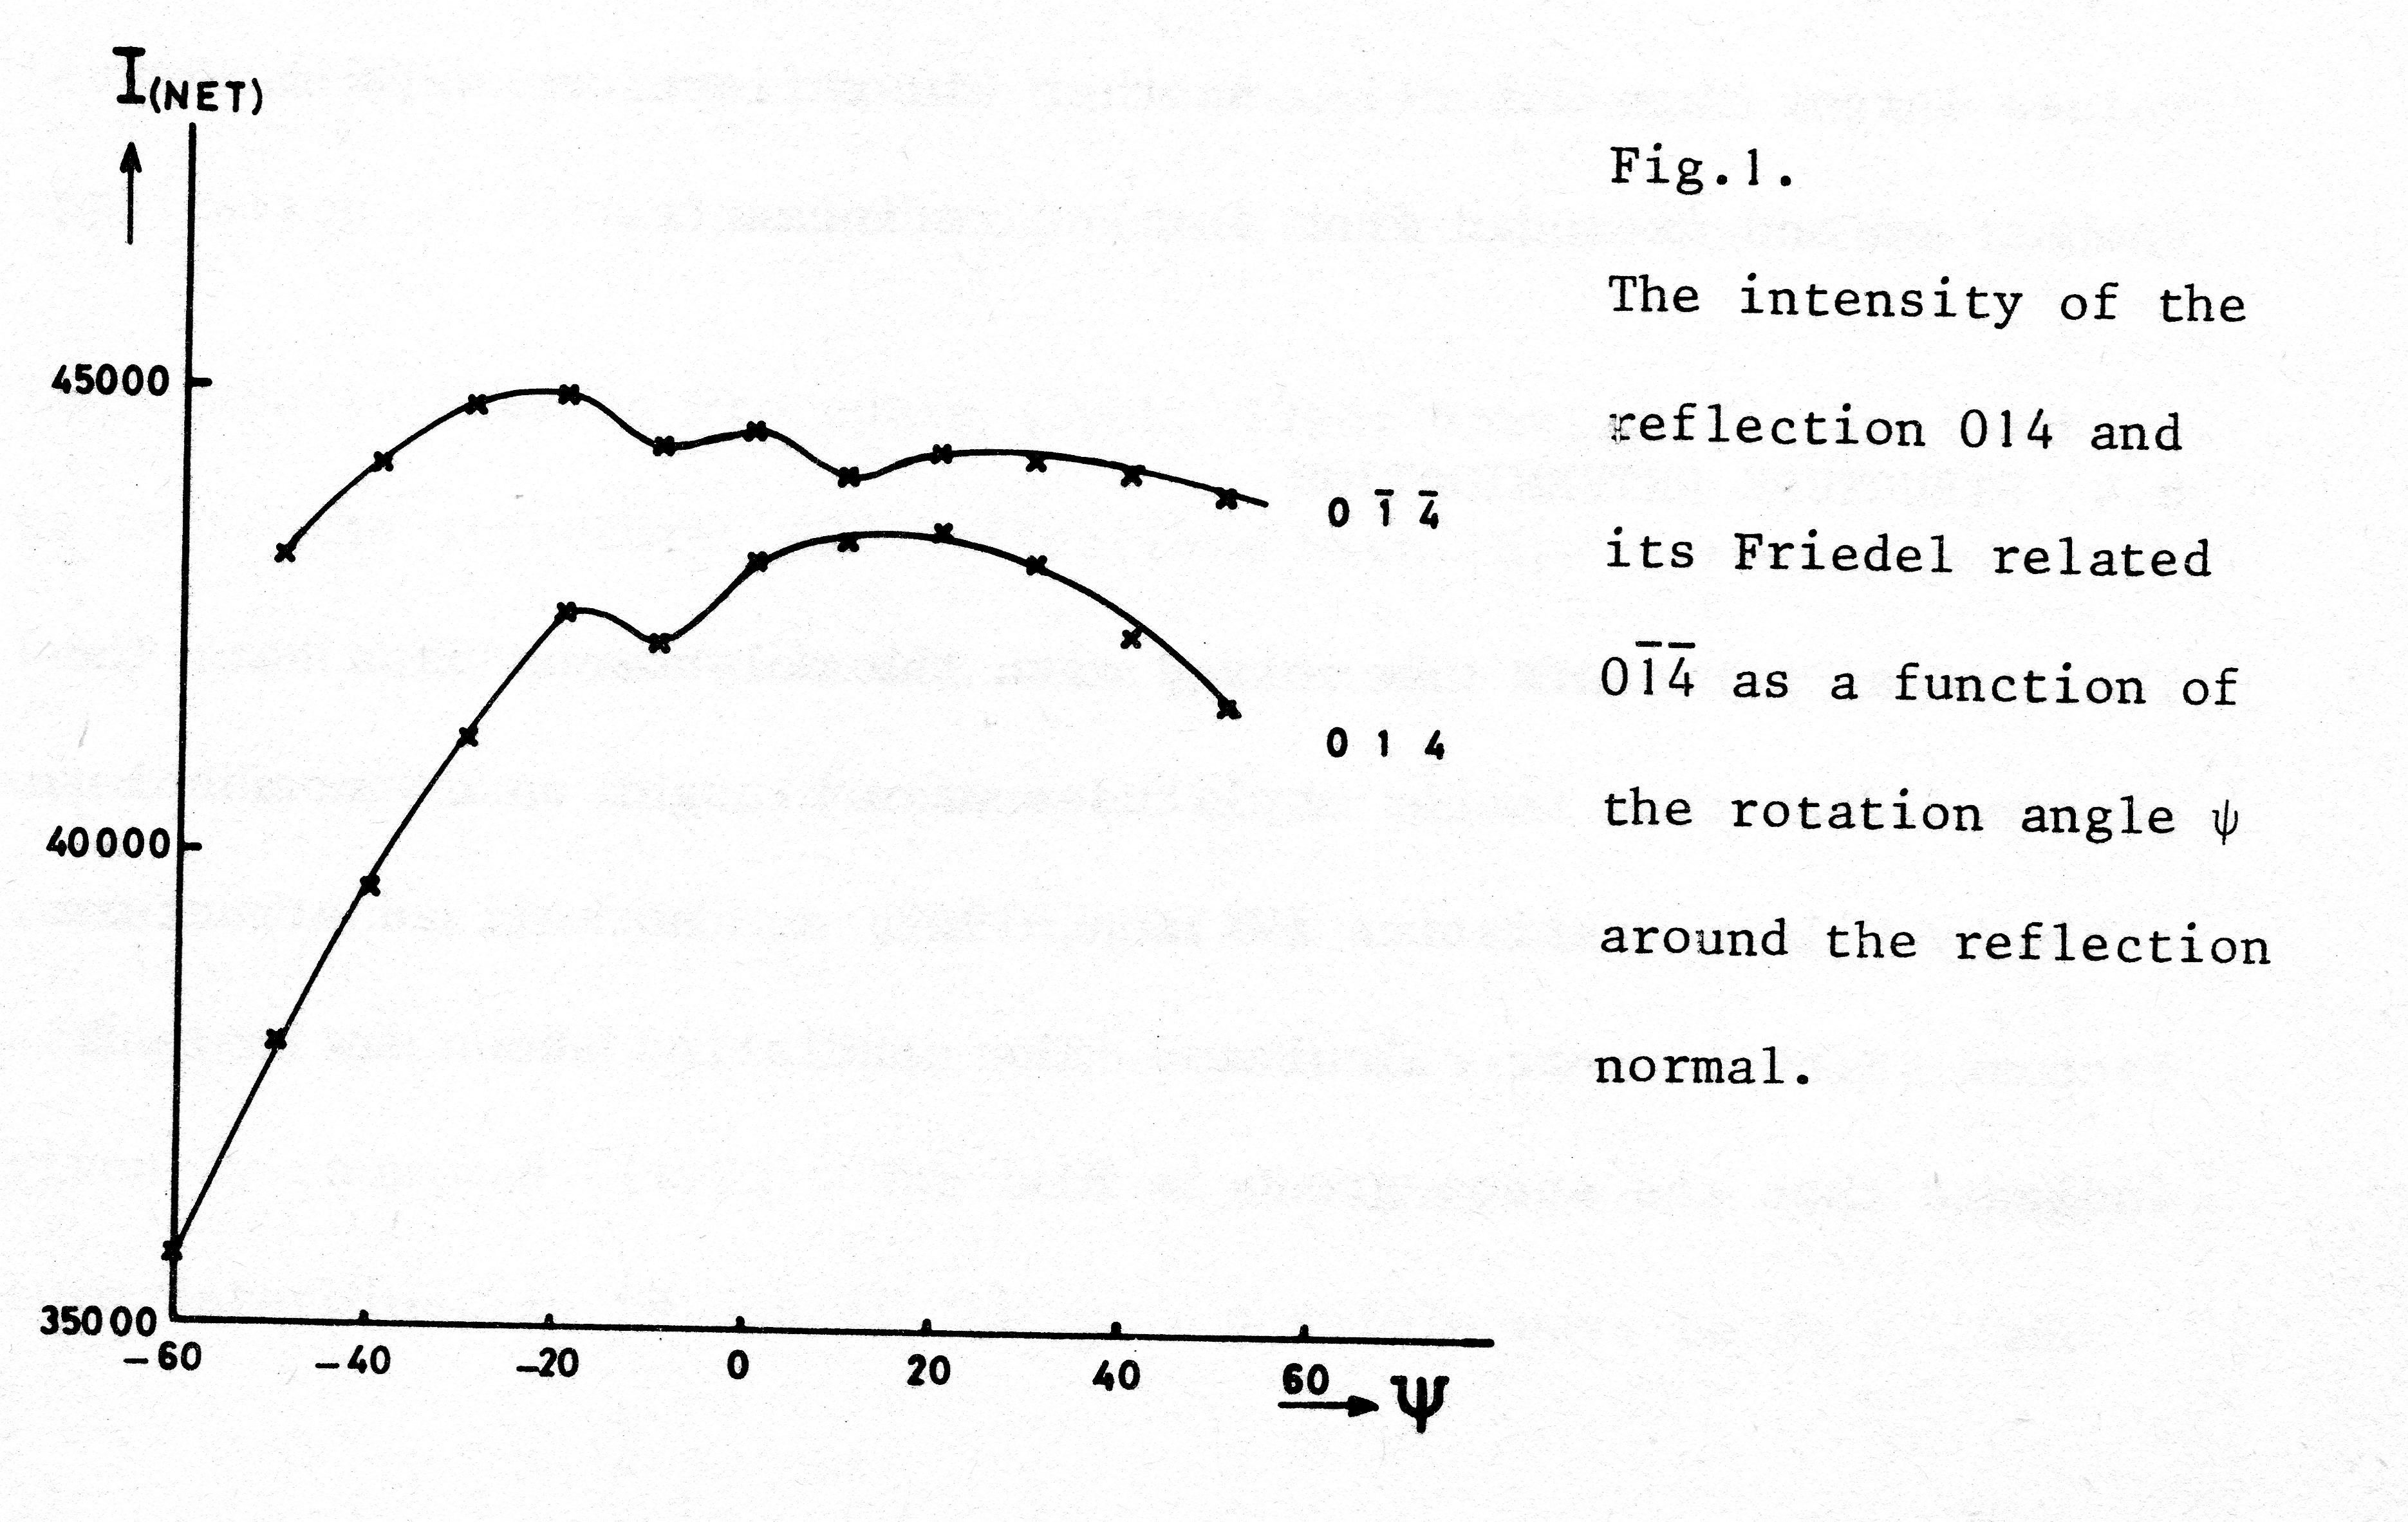 I(NET)
45000
40000
35000
−60
−40
−20
0
20
40
60
ψ
0 1̄ 4̄
0 1 4
Fig.1.
The intensity of the
reflection 014 and
its Friedel related
01̄4̄ as a function of
the rotation angle ψ
around the reflection
normal.